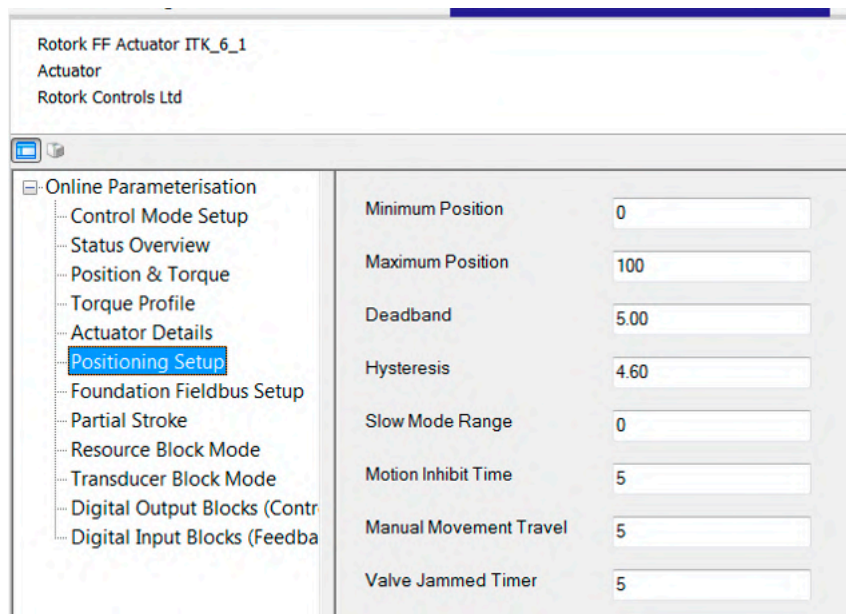 Rotork FF Actuator ITK_6_1
Actuator
Rotork Controls Ltd
Online Parameterisation
Control Mode Setup
Status Overview
Position & Torque
Torque Profile
Actuator Details
Positioning Setup
Foundation Fieldbus Setup
Partial Stroke
Resource Block Mode
Transducer Block Mode
Digital Output Blocks (Contr
Digital Input Blocks (Feedba
Minimum Position 0
Maximum Position 100
Deadband 5.00
Hysteresis 4.60
Slow Mode Range 0
Motion Inhibit Time 5
Manual Movement Travel 5
Valve Jammed Timer 5